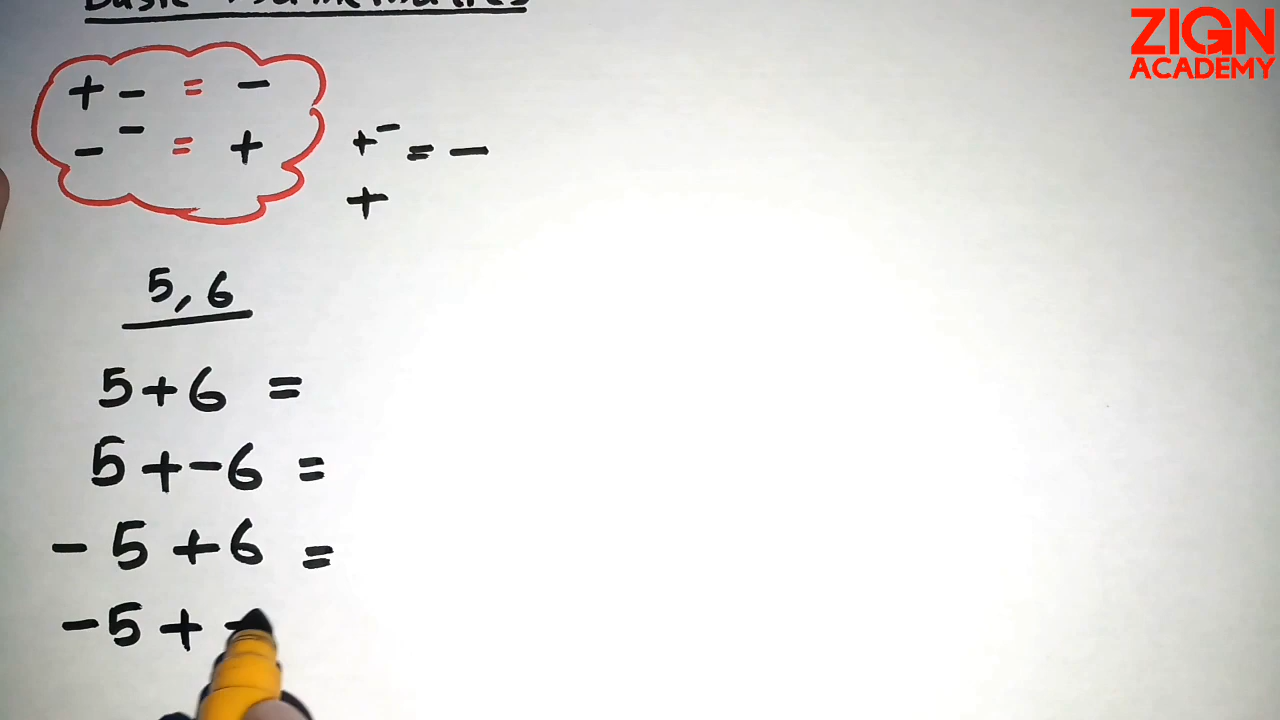 ZIGN
ACADEMY
+ - = -
- - = +
+- = -
+
5, 6
5+6 =
5+-6 =
-5+6 =
-5+ -